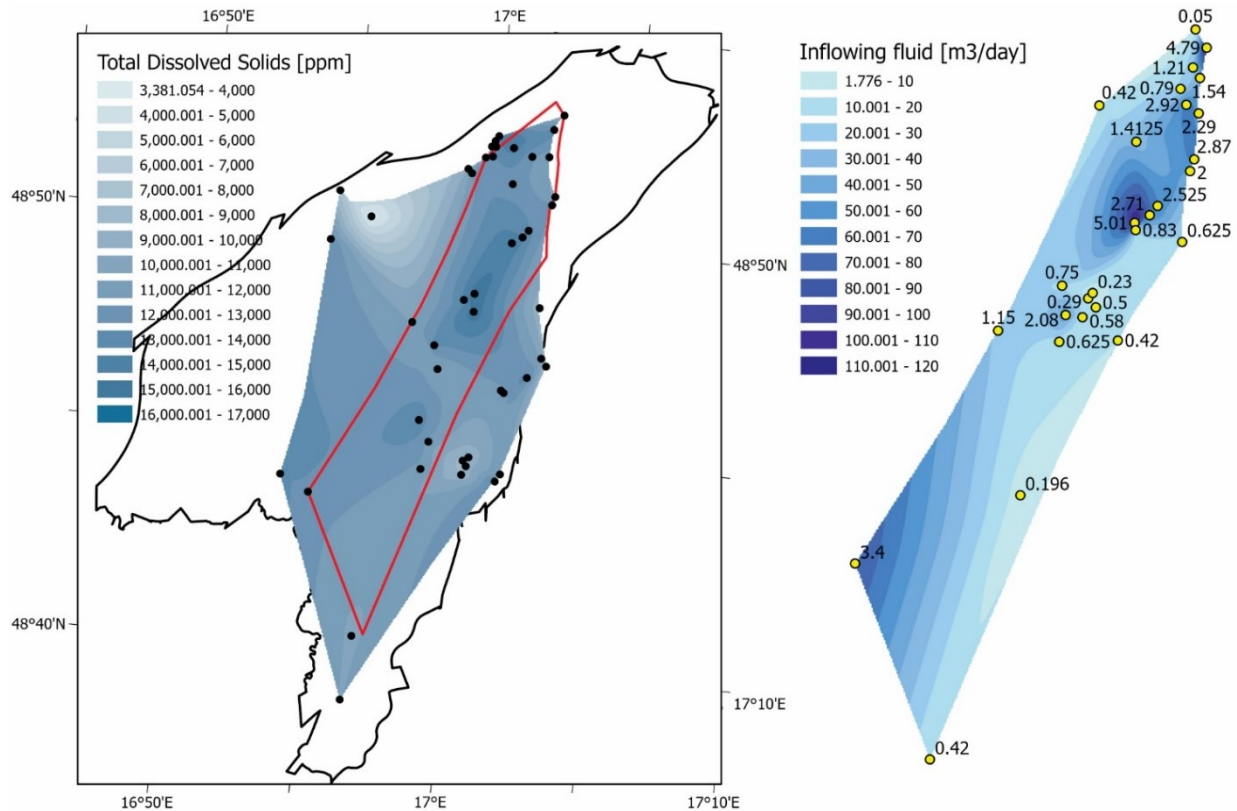 16°50'E
17°E
Total Dissolved Solids [ppm]
3,381.054 - 4,000
4,000.001 - 5,000
5,000.001 - 6,000
6,000.001 - 7,000
7,000.001 - 8,000
8,000.001 - 9,000
9,000.001 - 10,000
10,000.001 - 11,000
11,000.001 - 12,000
12,000.001 - 13,000
13,000.001 - 14,000
14,000.001 - 15,000
15,000.001 - 16,000
16,000.001 - 17,000
48°50'N
48°40'N
48°50'N
17°10'E
16°50'E
17°E
17°10'E
Inflowing fluid [m3/day]
1.776 - 10
10.001 - 20
20.001 - 30
30.001 - 40
40.001 - 50
50.001 - 60
60.001 - 70
70.001 - 80
80.001 - 90
90.001 - 100
100.001 - 110
110.001 - 120
0.05
4.79
1.21
0.79
1.54
0.42
2.92
2.29
1.4125
2.87
2
2.525
2.71
5.01
0.83
0.625
0.75
0.23
0.29
0.5
2.08
0.58
1.15
0.625
0.42
0.196
3.4
0.42